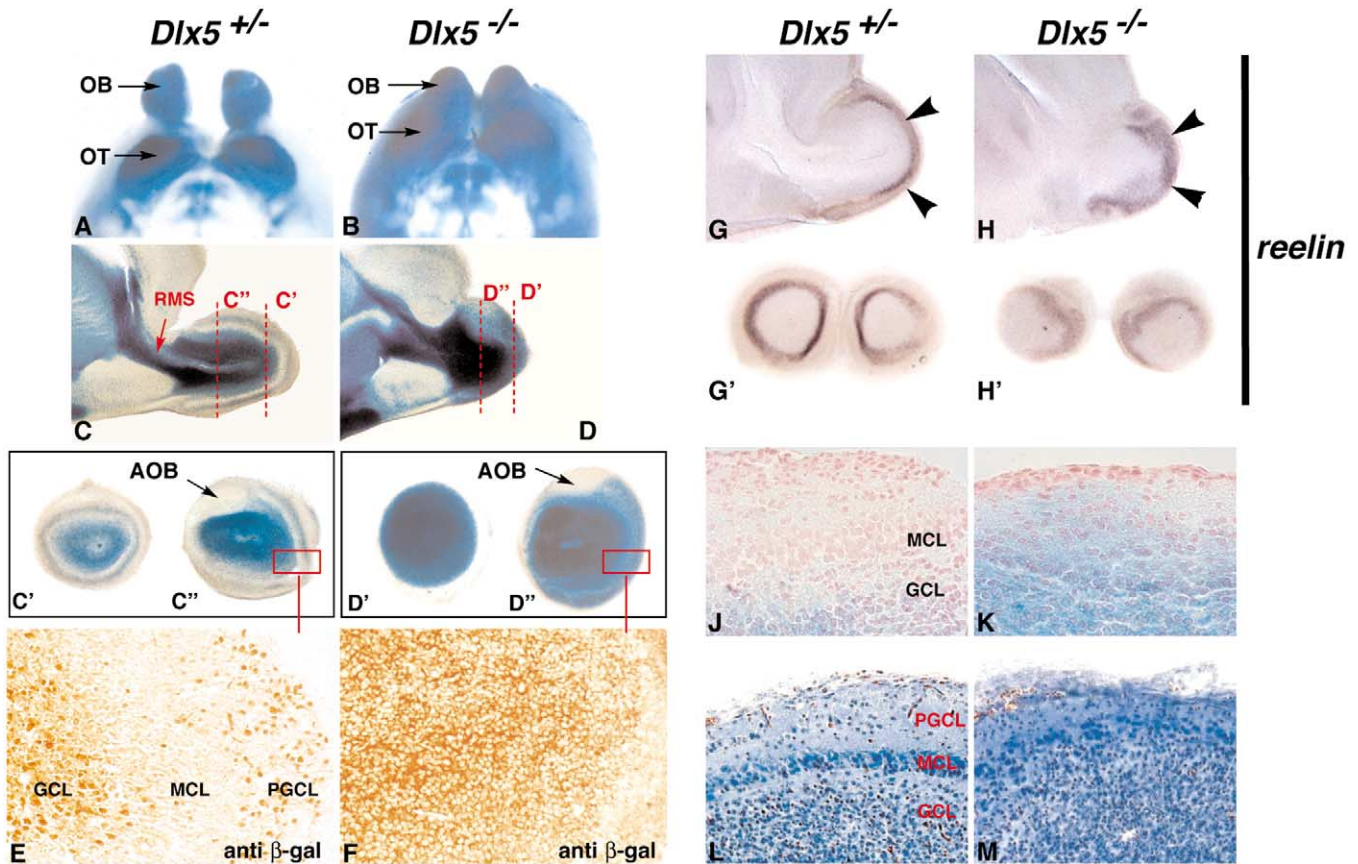 Dlx5 +/-
Dlx5 -/-
OB
OT
A
OB
OT
B
RMS
C''
C'
C
D''
D'
D
AOB
C'
C''
AOB
D'
D''
GCL
MCL
PGCL
E
anti β-gal
F
anti β-gal
Dlx5 +/-
Dlx5 -/-
G
H
G'
H'
reelin
MCL
GCL
J
K
PGCL
MCL
GCL
L
M